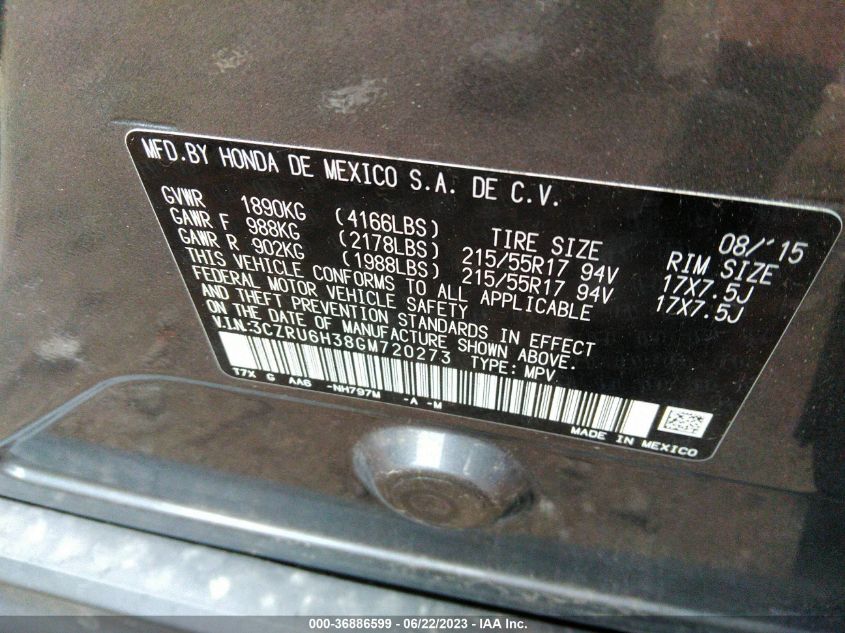 MFD.BY HONDA DE MEXICO S.A. DE C.V.
08/'15
GVWR 1890KG (4166LBS) TIRE SIZE RIM SIZE
GAWR F 988KG (2178LBS) 215/55R17 94V 17X7.5J
GAWR R 902KG (1988LBS) 215/55R17 94V 17X7.5J
THIS VEHICLE CONFORMS TO ALL APPLICABLE
FEDERAL MOTOR VEHICLE SAFETY
AND THEFT PREVENTION STANDARDS IN EFFECT
ON THE DATE OF MANUFACTURE SHOWN ABOVE.
V.I.N.:3CZRU6H38GM720273 TYPE: MPV
T7X G AA6 -NH797M -A -M
MADE IN MEXICO
000-36886599 - 06/22/2023 - IAA Inc.